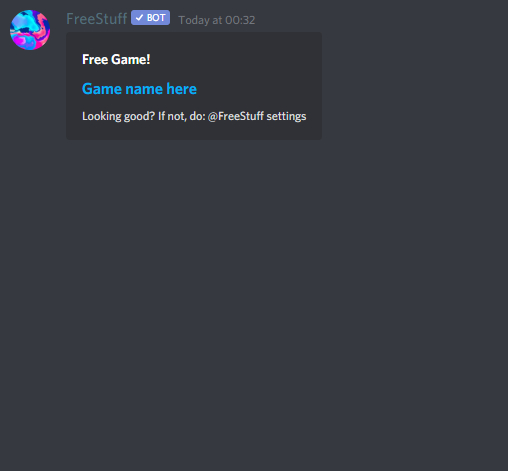 FreeStuff ✓ BOT Today at 00:32
Free Game!
Game name here
Looking good? If not, do: @FreeStuff settings